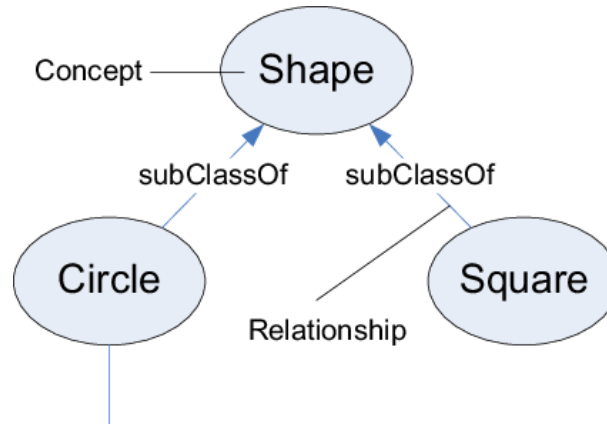 Shape
Concept
subClassOf
subClassOf
Circle
Square
Relationship